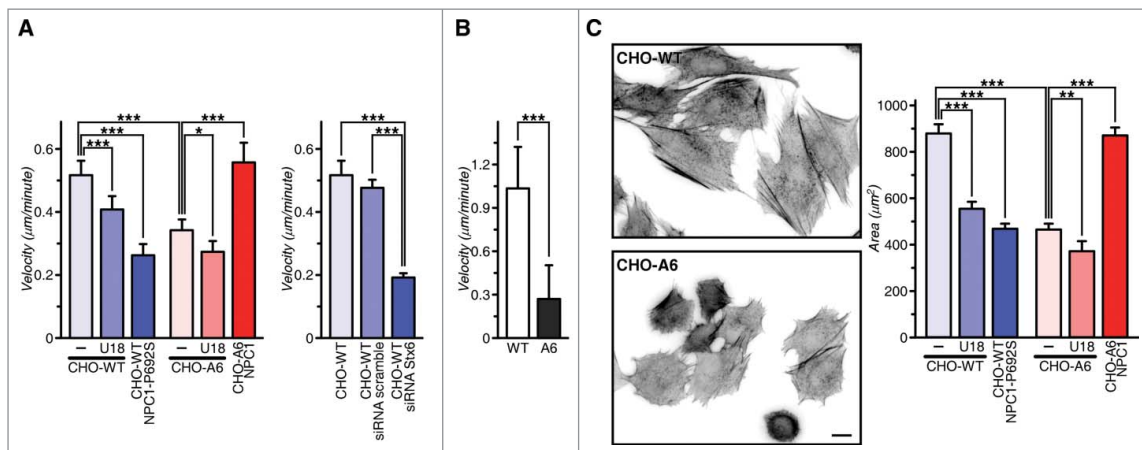 A
Velocity (µm/minute)
0.6
0.4
0.2
0
***
***
***
***
*
–
U18
CHO-WT
CHO-WT
NPC1-P692S
–
U18
CHO-A6
CHO-A6
NPC1
Velocity (µm/minute)
0.6
0.4
0.2
0
***
***
CHO-WT
CHO-WT
siRNA scramble
CHO-WT
siRNA Stx6
B
Velocity (µm/minute)
1.2
0.9
0.6
0.3
0
***
WT
A6
C
CHO-WT
CHO-A6
Area (µm²)
1000
800
600
400
200
0
***
***
***
***
**
–
U18
CHO-WT
CHO-WT
NPC1-P692S
–
U18
CHO-A6
CHO-A6
NPC1